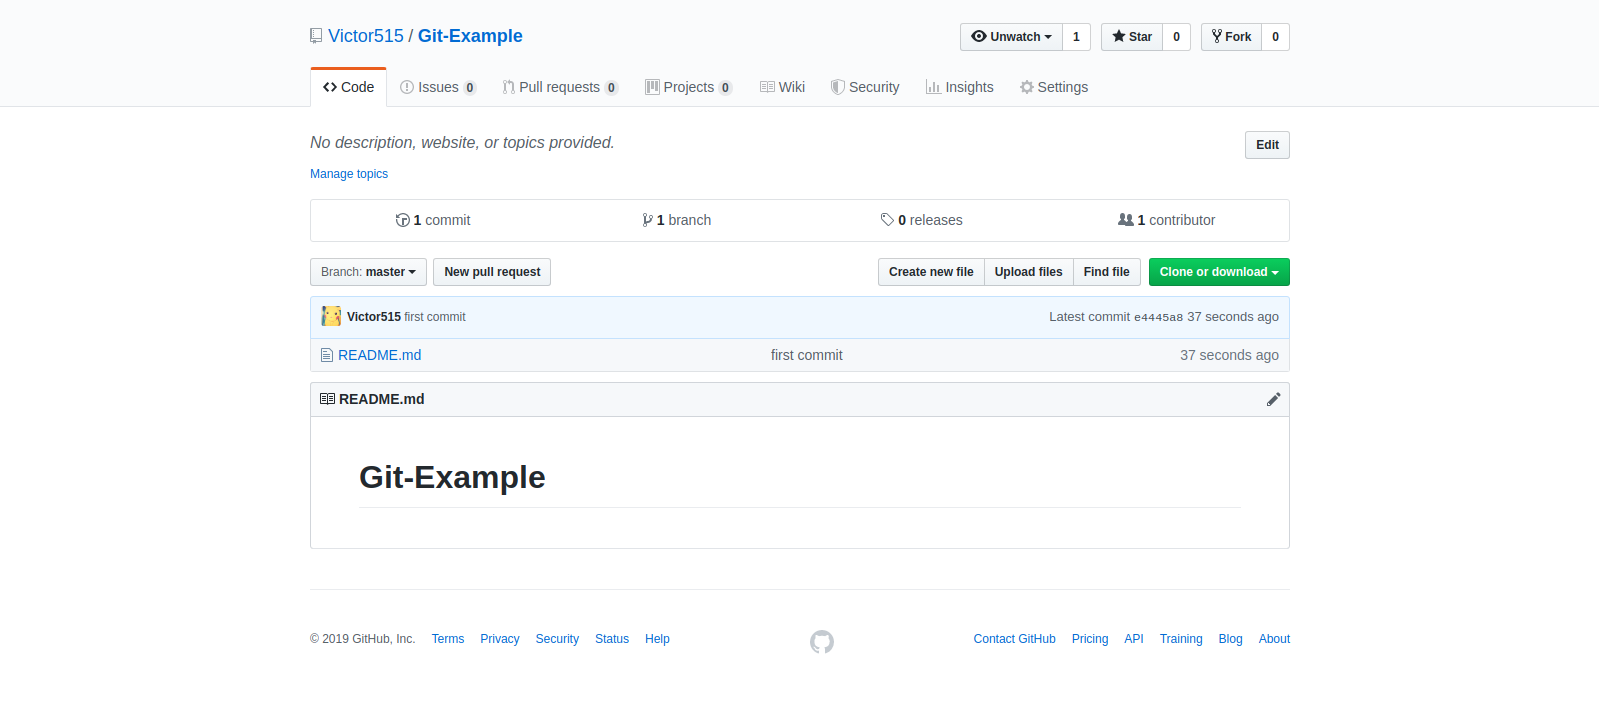 Victor515 / Git-Example
Unwatch 1 Star 0 Fork 0
Code Issues 0 Pull requests 0 Projects 0 Wiki Security Insights Settings
No description, website, or topics provided. Edit
Manage topics
1 commit 1 branch 0 releases 1 contributor
Branch: master New pull request Create new file Upload files Find file Clone or download
Victor515 first commit Latest commit e4445a8 37 seconds ago
README.md first commit 37 seconds ago
README.md
Git-Example
© 2019 GitHub, Inc. Terms Privacy Security Status Help Contact GitHub Pricing API Training Blog About